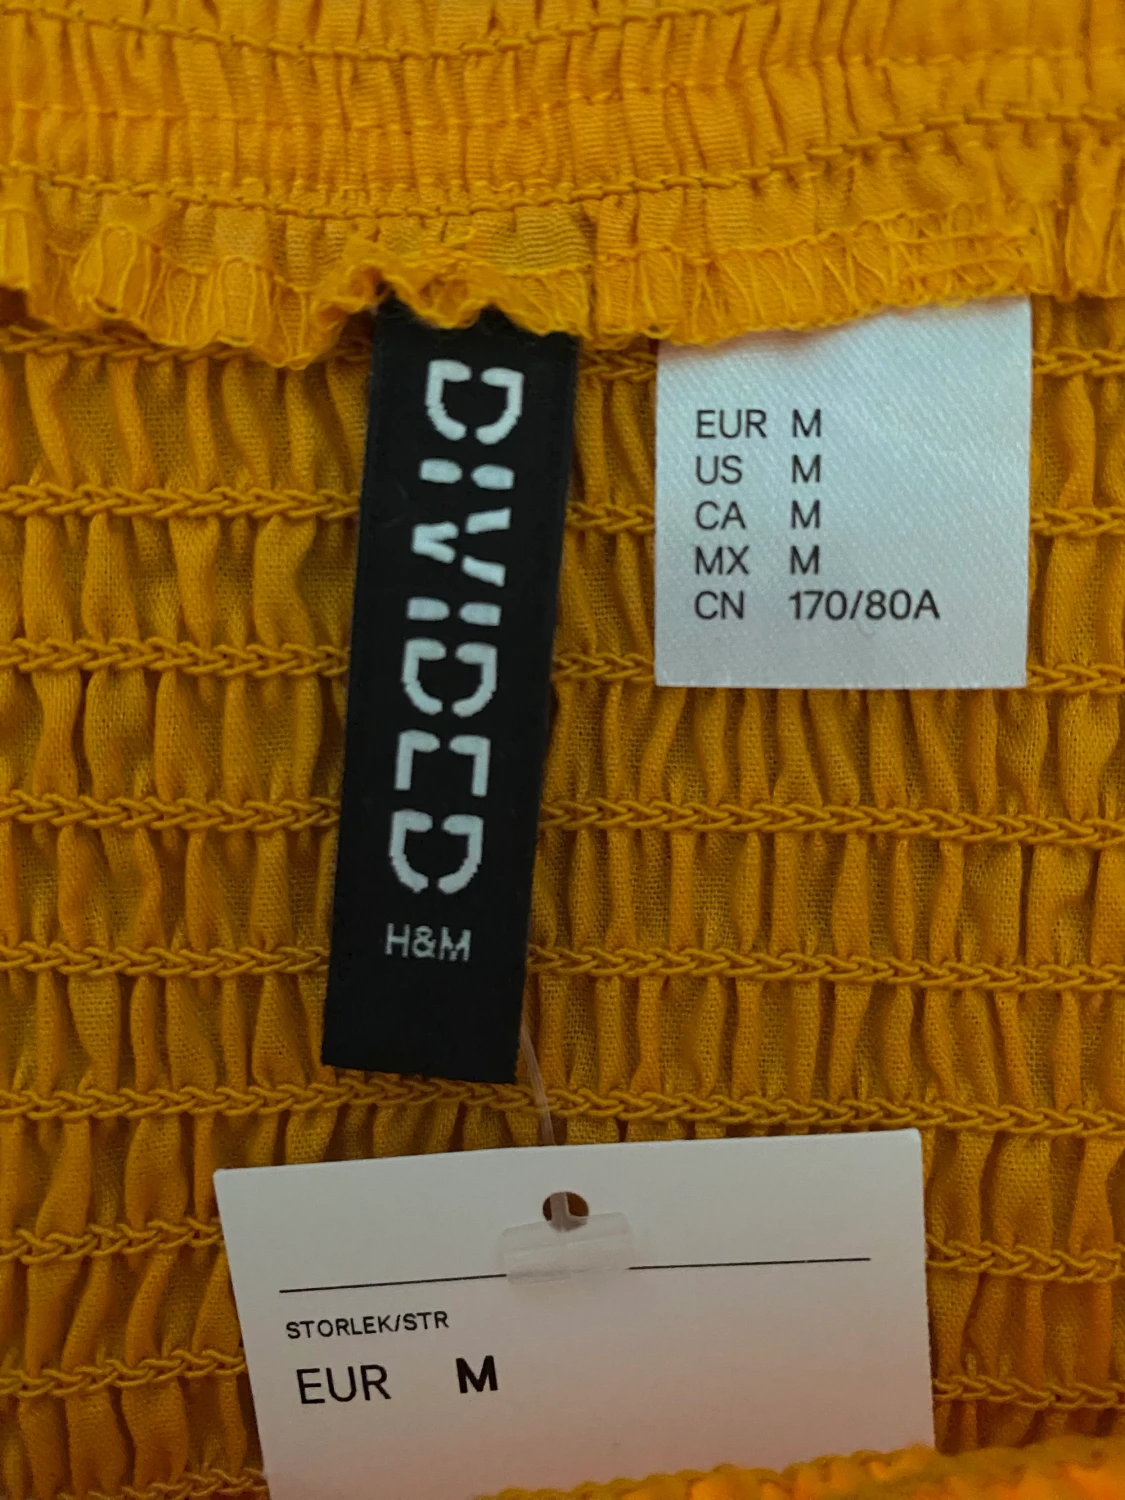 DIVIDED
H&M
EUR M
US M
CA M
MX M
CN 170/80A
STORLEK/STR
EUR M